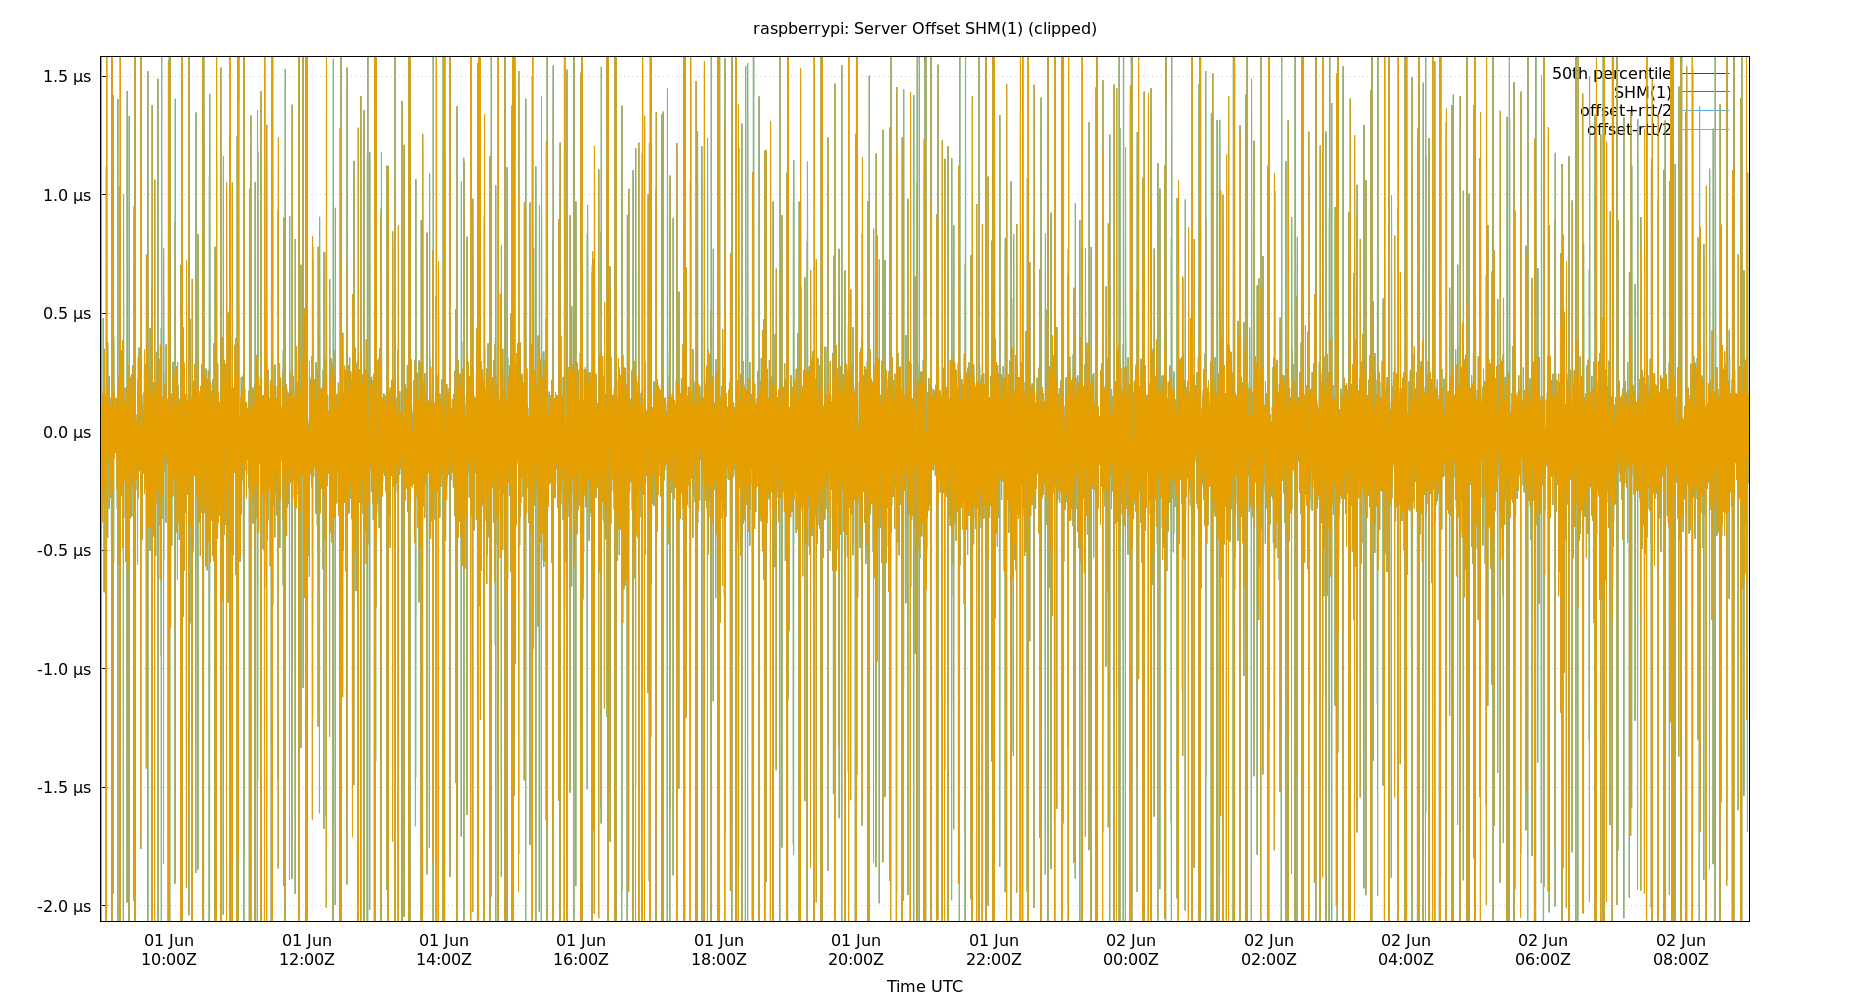 raspberrypi: Server Offset SHM(1) (clipped)
1.5 µs
1.0 µs
0.5 µs
0.0 µs
-0.5 µs
-1.0 µs
-1.5 µs
-2.0 µs
50th percentile
SHM(1)
offset+rtt/2
offset-rtt/2
01 Jun 01 Jun 01 Jun 01 Jun 01 Jun 01 Jun 01 Jun 02 Jun 02 Jun 02 Jun 02 Jun 02 Jun
10:00Z 12:00Z 14:00Z 16:00Z 18:00Z 20:00Z 22:00Z 00:00Z 02:00Z 04:00Z 06:00Z 08:00Z
Time UTC